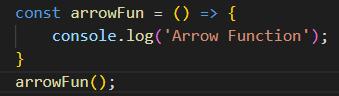 const arrowFun = () => {
    console.log('Arrow Function');
}
arrowFun();